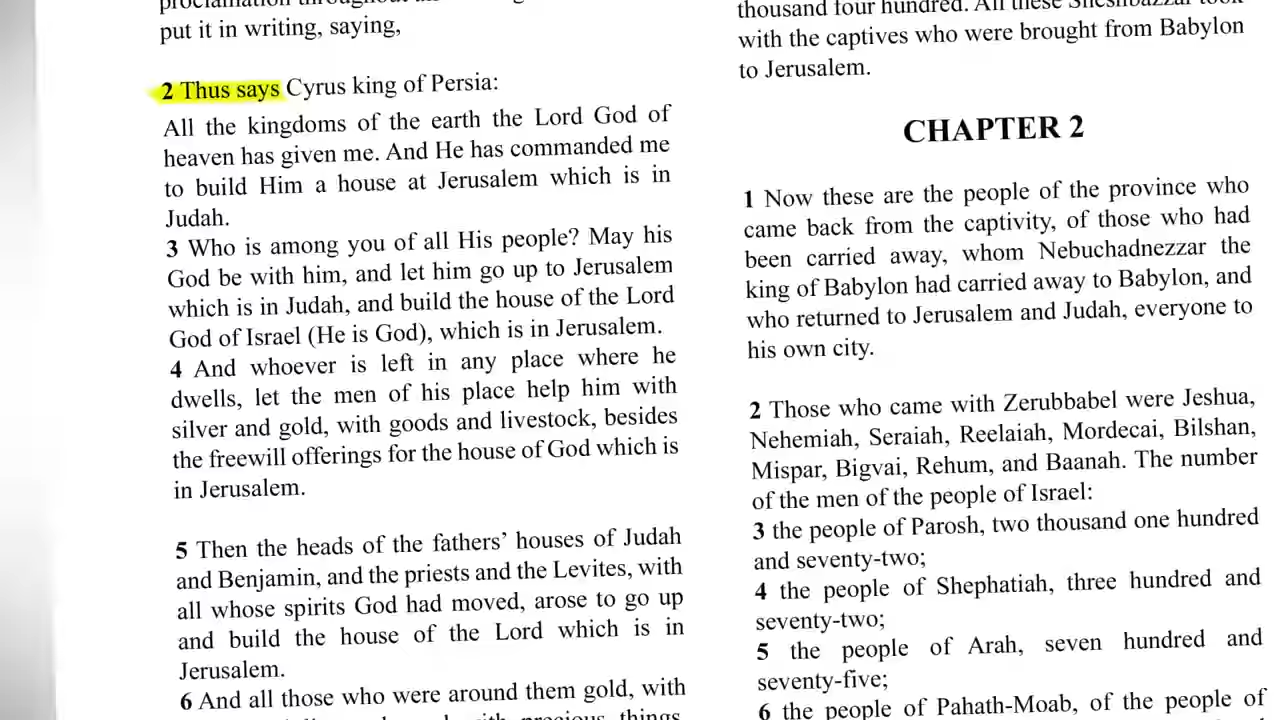 put it in writing, saying,
2 Thus says Cyrus king of Persia:
All the kingdoms of the earth the Lord God of
heaven has given me. And He has commanded me
to build Him a house at Jerusalem which is in
Judah.
3 Who is among you of all His people? May his
God be with him, and let him go up to Jerusalem
which is in Judah, and build the house of the Lord
God of Israel (He is God), which is in Jerusalem.
4 And whoever is left in any place where he
dwells, let the men of his place help him with
silver and gold, with goods and livestock, besides
the freewill offerings for the house of God which is
in Jerusalem.
5 Then the heads of the fathers’ houses of Judah
and Benjamin, and the priests and the Levites, with
all whose spirits God had moved, arose to go up
and build the house of the Lord which is in
Jerusalem.
6 And all those who were around them gold, with
precious things,
thousand four hundred. All these Sheshbazzar took
with the captives who were brought from Babylon
to Jerusalem.
CHAPTER 2
1 Now these are the people of the province who
came back from the captivity, of those who had
been carried away, whom Nebuchadnezzar the
king of Babylon had carried away to Babylon, and
who returned to Jerusalem and Judah, everyone to
his own city.
2 Those who came with Zerubbabel were Jeshua,
Nehemiah, Seraiah, Reelaiah, Mordecai, Bilshan,
Mispar, Bigvai, Rehum, and Baanah. The number
of the men of the people of Israel:
3 the people of Parosh, two thousand one hundred
and seventy-two;
4 the people of Shephatiah, three hundred and
seventy-two;
5 the people of Arah, seven hundred and
seventy-five;
6 the people of Pahath-Moab, of the people of